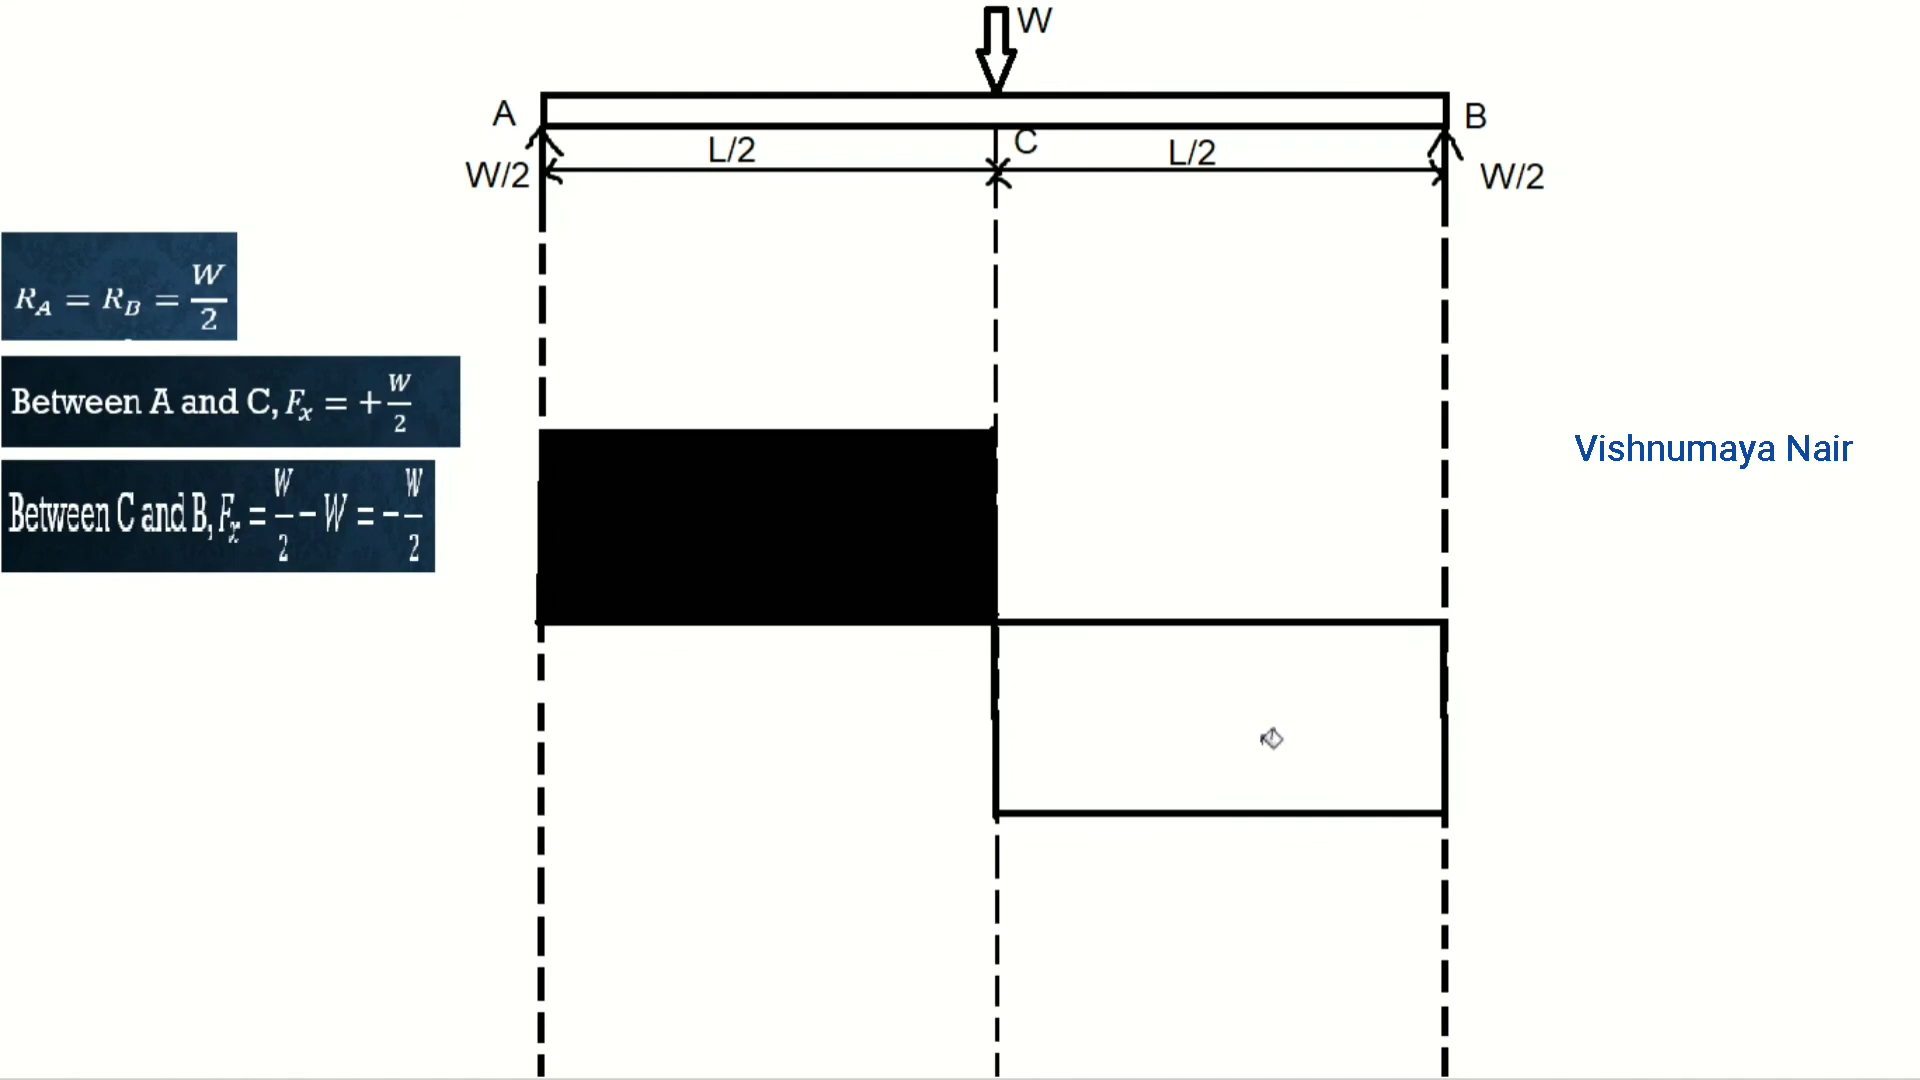 W
A
B
C
L/2
L/2
W/2
W/2
R_A = R_B = W/2
Between A and C, F_x = +W/2
Between C and B, F_x = W/2 − W = −W/2
Vishnumaya Nair